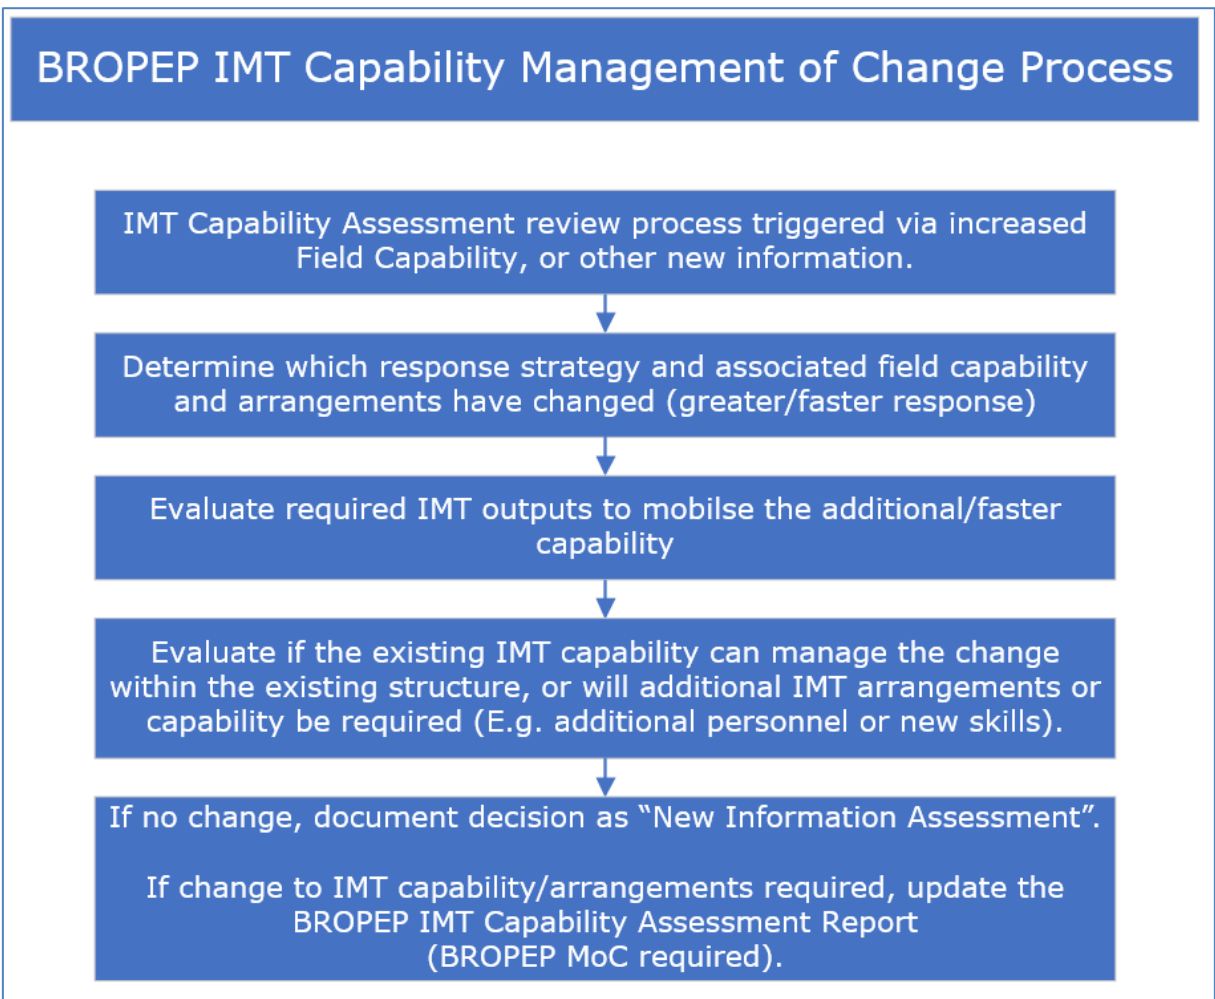 BROPEP IMT Capability Management of Change Process
IMT Capability Assessment review process triggered via increased
Field Capability, or other new information.
Determine which response strategy and associated field capability
and arrangements have changed (greater/faster response)
Evaluate required IMT outputs to mobilse the additional/faster
capability
Evaluate if the existing IMT capability can manage the change
within the existing structure, or will additional IMT arrangements or
capability be required (E.g. additional personnel or new skills).
If no change, document decision as “New Information Assessment”.
If change to IMT capability/arrangements required, update the
BROPEP IMT Capability Assessment Report
(BROPEP MoC required).